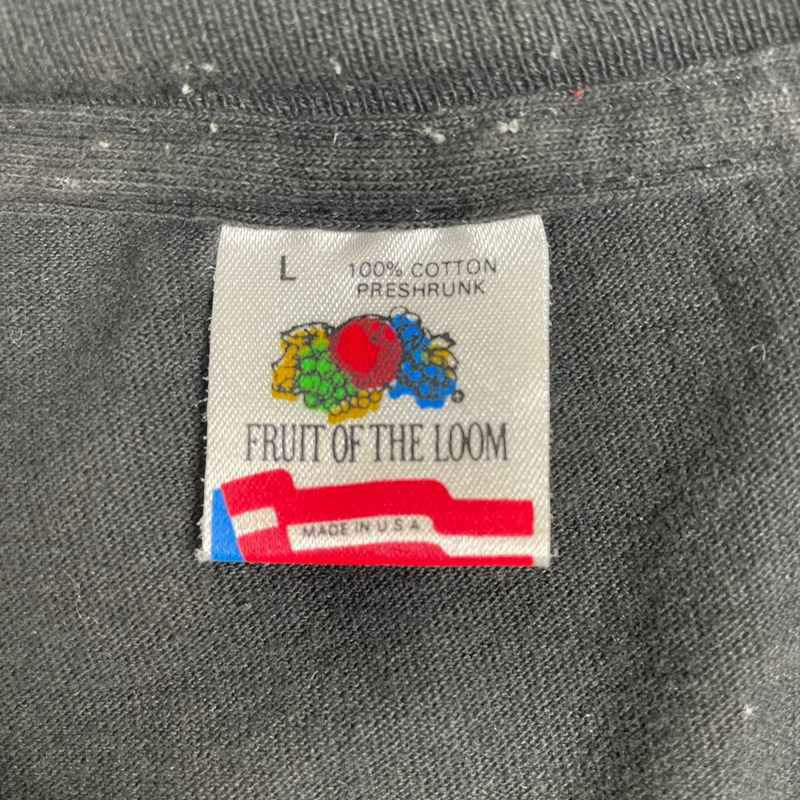 L
100% COTTON
PRESHRUNK
®
FRUIT OF THE LOOM
MADE IN U S A